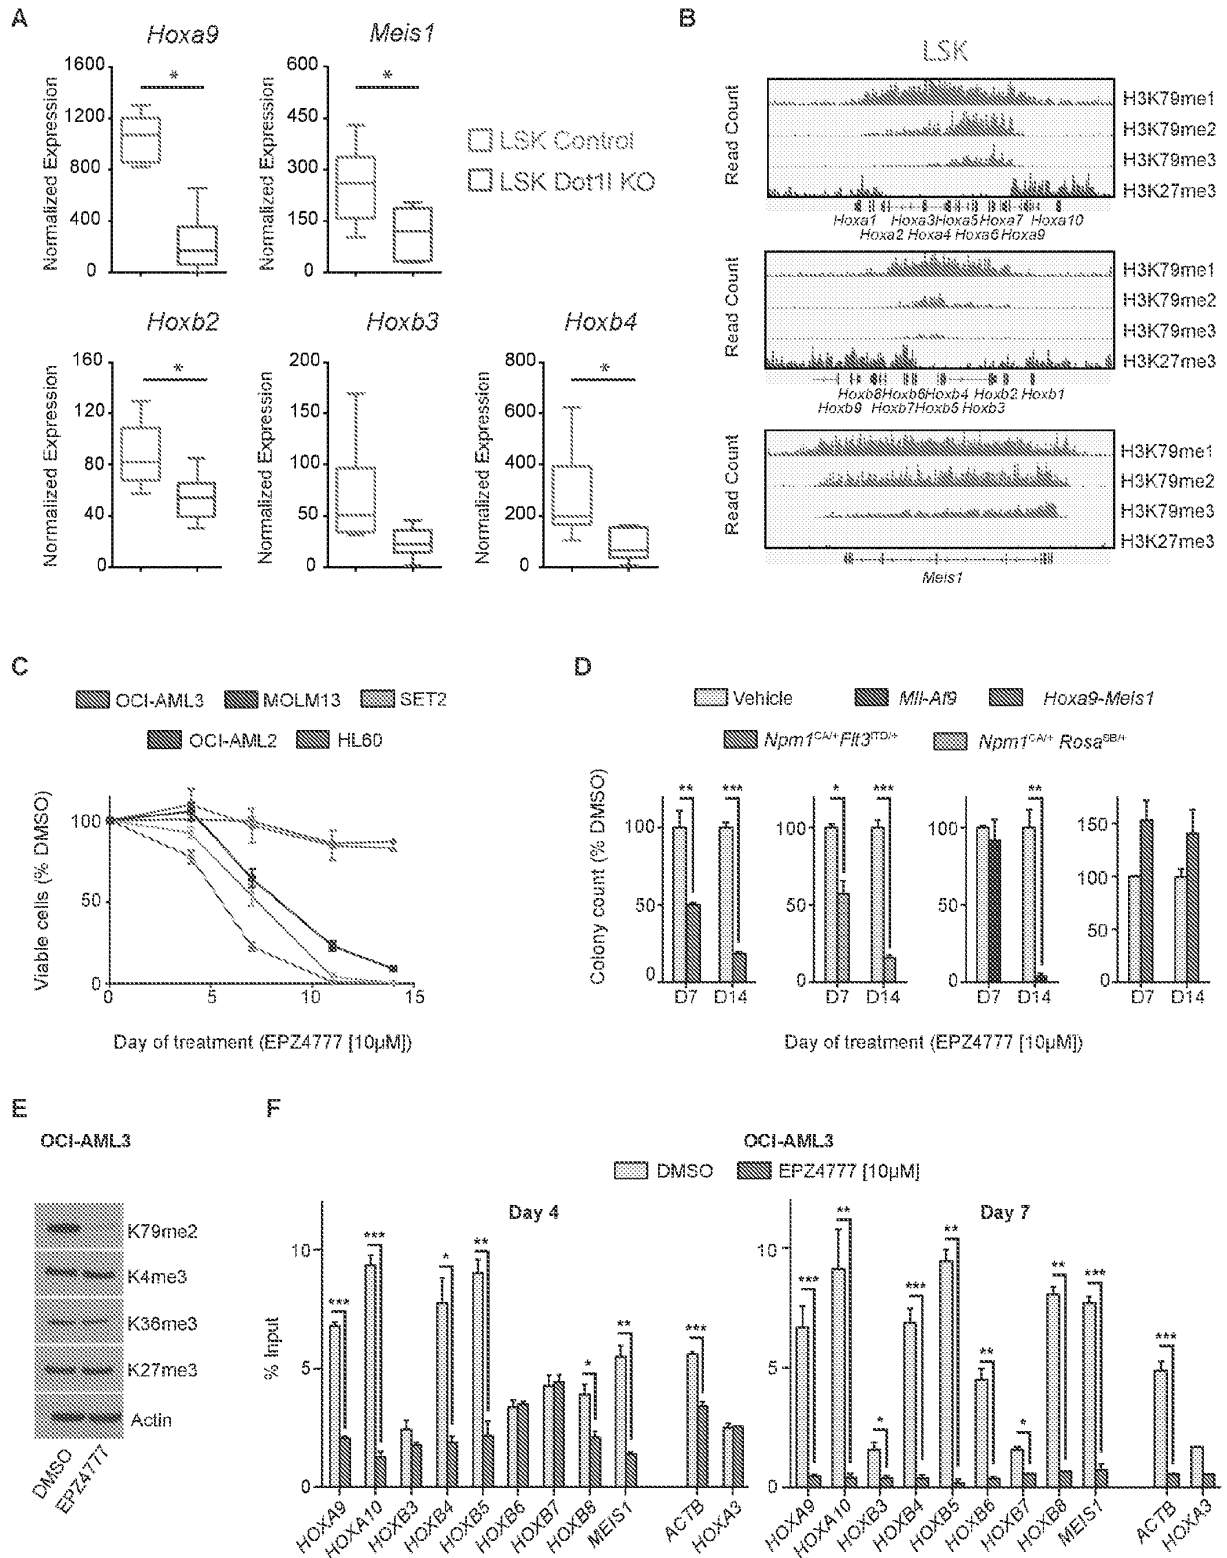 A
Hoxa9
Normalized Expression
1600
1200
800
400
0
*
Meis1
Normalized Expression
600
450
300
150
0
*
LSK Control
LSK Dot1l KO
Hoxb2
Normalized Expression
160
120
80
40
0
*
Hoxb3
Normalized Expression
200
150
100
50
0
Hoxb4
Normalized Expression
800
600
400
200
0
*
B
LSK
Read Count
H3K79me1
H3K79me2
H3K79me3
H3K27me3
Hoxa1 Hoxa3 Hoxa5 Hoxa7 Hoxa10
Hoxa2 Hoxa4 Hoxa6 Hoxa9
Read Count
H3K79me1
H3K79me2
H3K79me3
H3K27me3
Hoxb8 Hoxb6 Hoxb4 Hoxb2 Hoxb1
Hoxb9 Hoxb7 Hoxb5 Hoxb3
Read Count
H3K79me1
H3K79me2
H3K79me3
H3K27me3
Meis1
C
OCI-AML3 MOLM13 SET2
OCI-AML2 HL60
Viable cells (% DMSO)
100
50
0
0 5 10 15
Day of treatment (EPZ4777 [10µM])
D
Vehicle Mll-Af9 Hoxa9-Meis1
Npm1CA/+ Flt3ITD/+ Npm1CA/+ RosaSB/+
Colony count (% DMSO)
100
50
0
** ***
D7 D14
100
50
0
* ***
D7 D14
100
50
0
**
D7 D14
150
100
50
0
D7 D14
Day of treatment (EPZ4777 [10µM])
E
OCI-AML3
K79me2
K4me3
K36me3
K27me3
Actin
DMSO
EPZ4777
F
OCI-AML3
DMSO EPZ4777 [10µM]
Day 4
% Input
10
5
0
*** *** * ** * ** ***
HOXA9 HOXA10 HOXB3 HOXB4 HOXB5 HOXB6 HOXB7 HOXB8 MEIS1 ACTB HOXA3
Day 7
10
5
0
*** ** * *** ** ** * ** *** ***
HOXA9 HOXA10 HOXB3 HOXB4 HOXB5 HOXB6 HOXB7 HOXB8 MEIS1 ACTB HOXA3